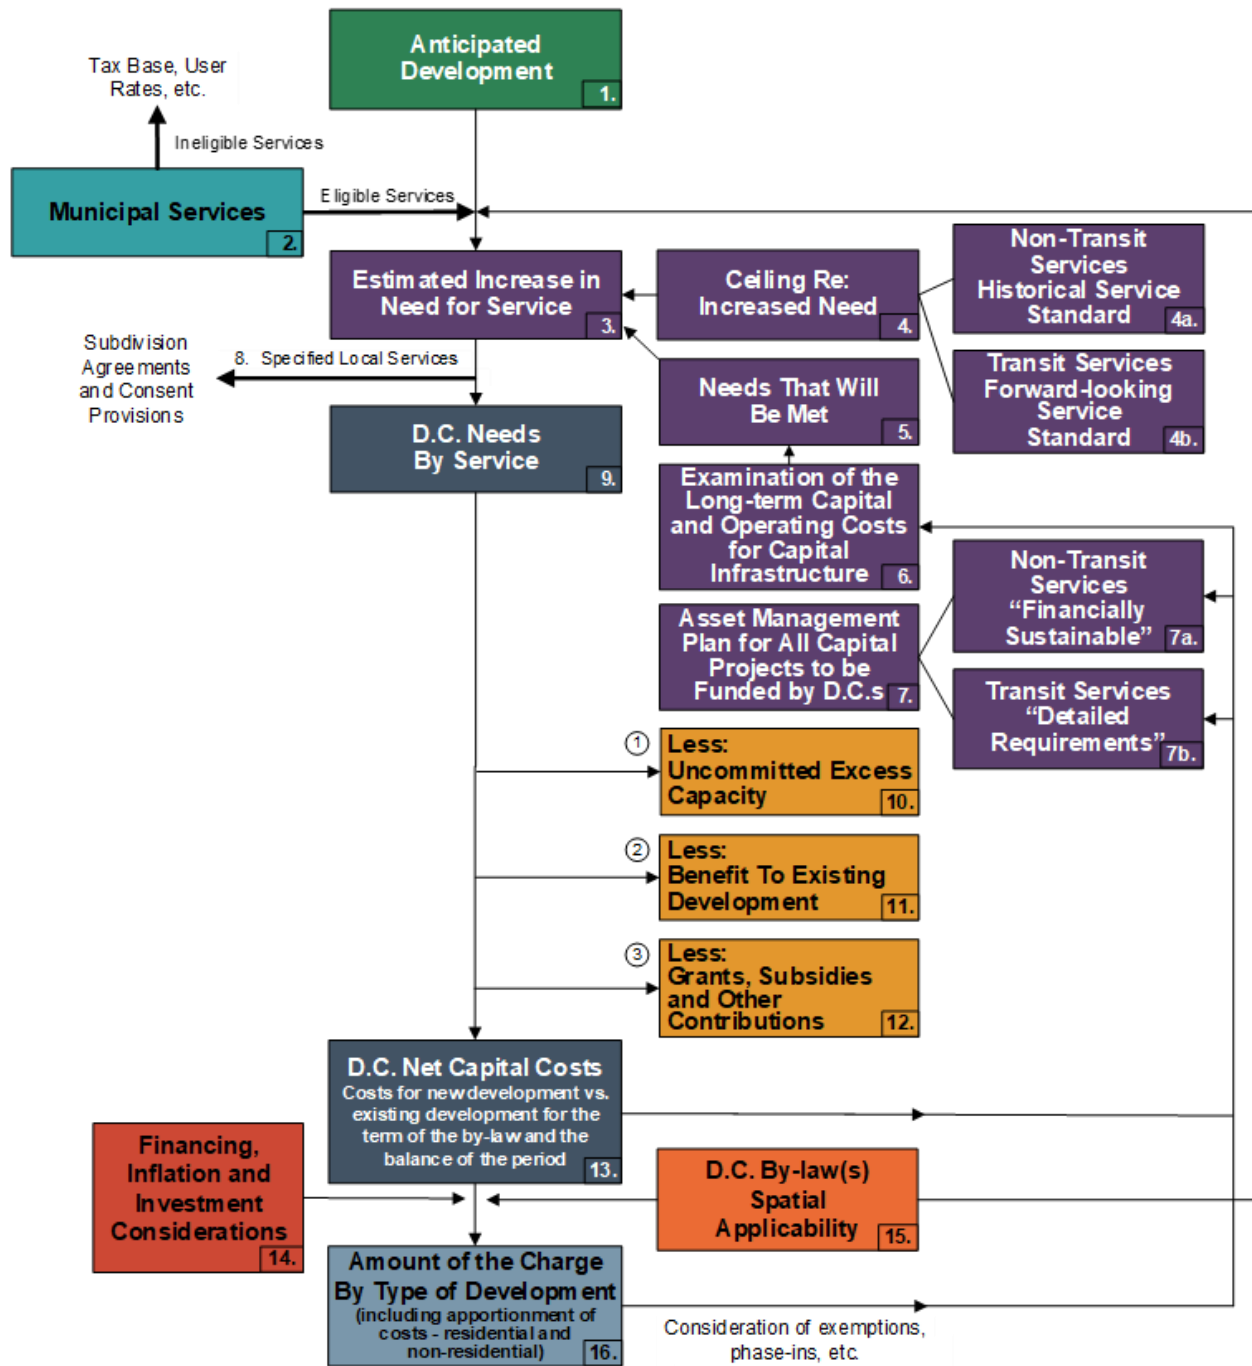 Anticipated
Development
1.
Tax Base, User
Rates, etc.
Ineligible Services
Municipal Services
2.
Eligible Services
Estimated Increase in
Need for Service
3.
Ceiling Re:
Increased Need
4.
Non-Transit
Services
Historical Service
Standard
4a.
Transit Services
Forward-looking
Service
Standard
4b.
Subdivision
Agreements
and Consent
Provisions
8. Specified Local Services
Needs That Will
Be Met
5.
D.C. Needs
By Service
9.
Examination of the
Long-term Capital
and Operating Costs
for Capital
Infrastructure
6.
Non-Transit
Services
“Financially
Sustainable”
7a.
Asset Management
Plan for All Capital
Projects to be
Funded by D.C.s
7.
Transit Services
“Detailed
Requirements”
7b.
1
Less:
Uncommitted Excess
Capacity
10.
2
Less:
Benefit To Existing
Development
11.
3
Less:
Grants, Subsidies
and Other
Contributions
12.
D.C. Net Capital Costs
Costs for new development vs.
existing development for the
term of the by-law and the
balance of the period
13.
Financing,
Inflation and
Investment
Considerations
14.
D.C. By-law(s)
Spatial
Applicability
15.
Amount of the Charge
By Type of Development
(including apportionment of
costs - residential and
non-residential)
16.
Consideration of exemptions,
phase-ins, etc.